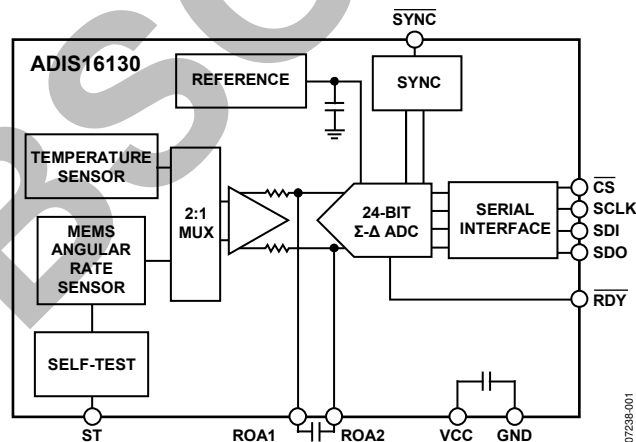 SYNC
ADIS16130
REFERENCE
SYNC
TEMPERATURE
SENSOR
2:1
MUX
24-BIT
Σ-Δ ADC
SERIAL
INTERFACE
CS
SCLK
SDI
SDO
MEMS
ANGULAR
RATE
SENSOR
RDY
SELF-TEST
ST
ROA1
ROA2
VCC
GND
07238-001
BSO